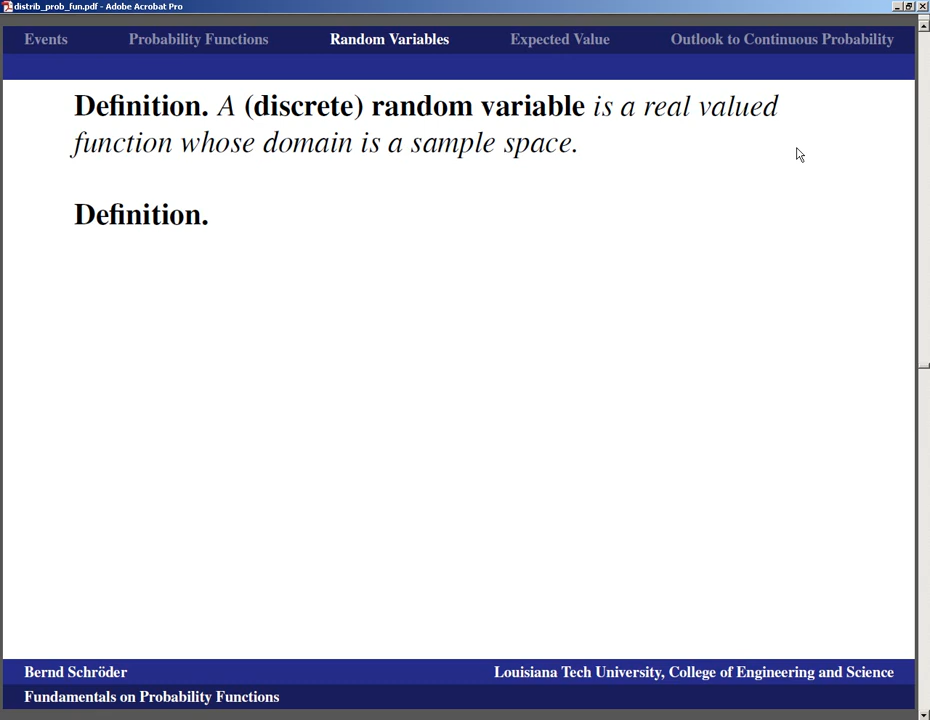 distrib_prob_fun.pdf - Adobe Acrobat Pro
Events Probability Functions Random Variables Expected Value Outlook to Continuous Probability
Definition. A (discrete) random variable is a real valued
function whose domain is a sample space.
Definition.
Bernd Schröder Louisiana Tech University, College of Engineering and Science
Fundamentals on Probability Functions